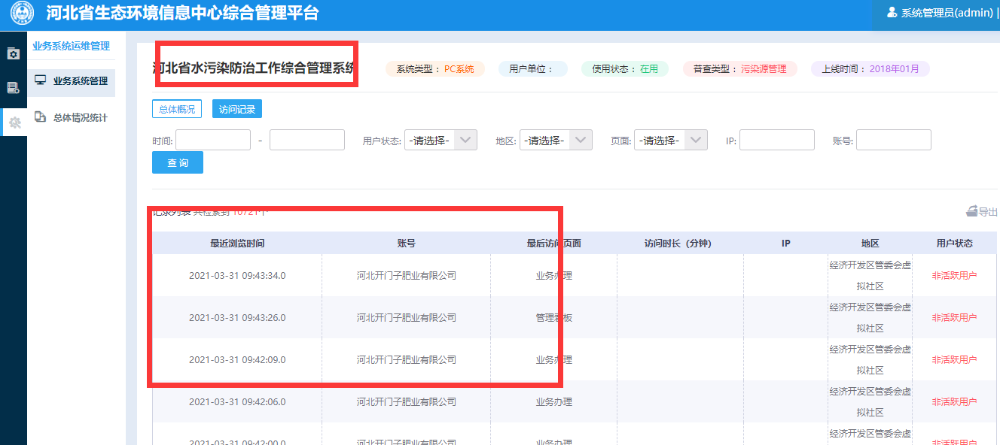 河北省生态环境信息中心综合管理平台
系统管理员(admin) |
业务系统运维管理
业务系统管理
总体情况统计
河北省水污染防治工作综合管理系统
系统类型： PC系统
用户单位：
使用状态： 在用
普查类型： 污染源管理
上线时间： 2018年01月
总体概况 访问记录
时间: - 用户状态: -请选择- 地区: -请选择- 页面: -请选择- IP: 账号:
查 询
记录列表 共检索到 10721个
导出
最近浏览时间 账号 最后访问页面 访问时长（分钟） IP 地区 用户状态
2021-03-31 09:43:34.0 河北开门子肥业有限公司 业务办理 经济开发区管委会虚 非活跃用户
拟社区
2021-03-31 09:43:26.0 河北开门子肥业有限公司 管理看板 经济开发区管委会虚 非活跃用户
拟社区
2021-03-31 09:42:09.0 河北开门子肥业有限公司 业务办理 经济开发区管委会虚 非活跃用户
拟社区
2021-03-31 09:42:06.0 河北开门子肥业有限公司 业务办理 经济开发区管委会虚 非活跃用户
拟社区
2021-03-31 09:42:00.0 河北开门子肥业有限公司 业务办理 经济开发区管委会虚 非活跃用户